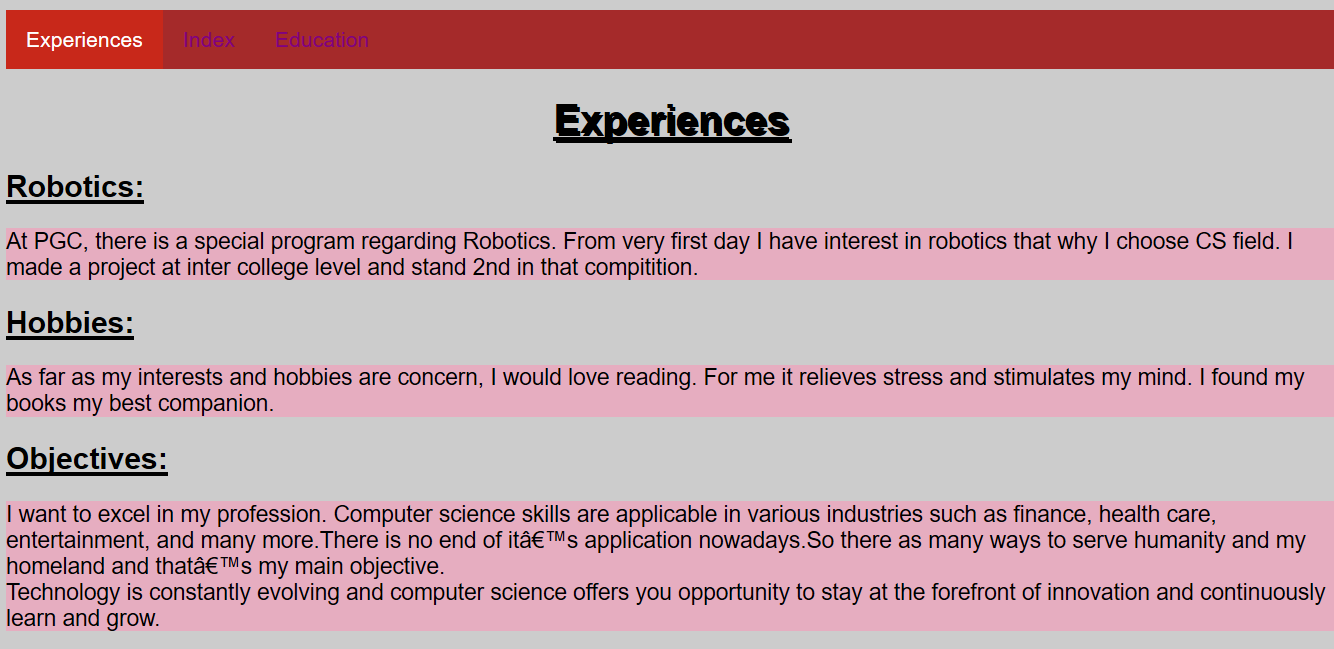 Experiences Index Education
Experiences
Robotics:
At PGC, there is a special program regarding Robotics. From very first day I have interest in robotics that why I choose CS field. I
made a project at inter college level and stand 2nd in that compitition.
Hobbies:
As far as my interests and hobbies are concern, I would love reading. For me it relieves stress and stimulates my mind. I found my
books my best companion.
Objectives:
I want to excel in my profession. Computer science skills are applicable in various industries such as finance, health care,
entertainment, and many more.There is no end of itâ€™s application nowadays.So there as many ways to serve humanity and my
homeland and thatâ€™s my main objective.
Technology is constantly evolving and computer science offers you opportunity to stay at the forefront of innovation and continuously
learn and grow.